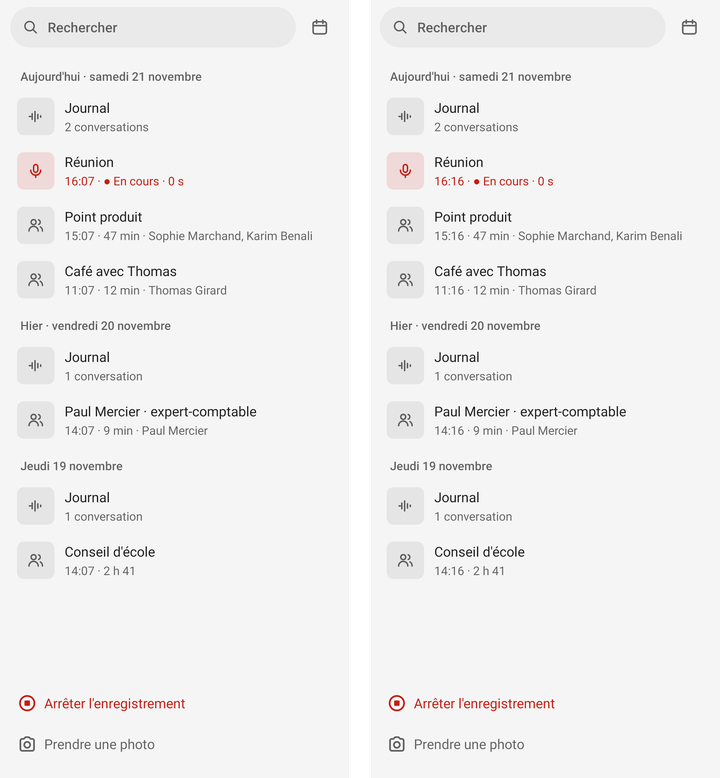 Rechercher
Aujourd'hui · samedi 21 novembre
Journal
2 conversations
Réunion
16:07 · ● En cours · 0 s
Point produit
15:07 · 47 min · Sophie Marchand, Karim Benali
Café avec Thomas
11:07 · 12 min · Thomas Girard
Hier · vendredi 20 novembre
Journal
1 conversation
Paul Mercier · expert-comptable
14:07 · 9 min · Paul Mercier
Jeudi 19 novembre
Journal
1 conversation
Conseil d'école
14:07 · 2 h 41
Arrêter l'enregistrement
Prendre une photo
Rechercher
Aujourd'hui · samedi 21 novembre
Journal
2 conversations
Réunion
16:16 · ● En cours · 0 s
Point produit
15:16 · 47 min · Sophie Marchand, Karim Benali
Café avec Thomas
11:16 · 12 min · Thomas Girard
Hier · vendredi 20 novembre
Journal
1 conversation
Paul Mercier · expert-comptable
14:16 · 9 min · Paul Mercier
Jeudi 19 novembre
Journal
1 conversation
Conseil d'école
14:16 · 2 h 41
Arrêter l'enregistrement
Prendre une photo